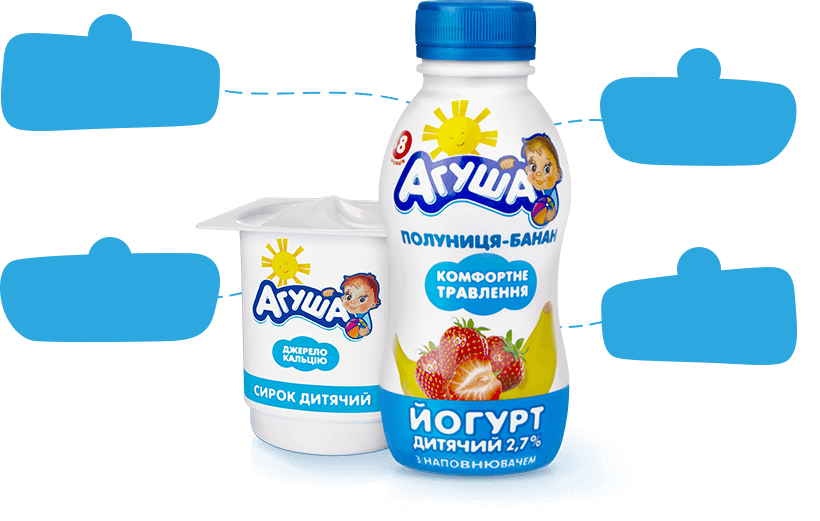 8
АГУША
ПОЛУНИЦЯ-БАНАН
КОМФОРТНЕ
ТРАВЛЕННЯ
ЙОГУРТ
ДИТЯЧИЙ 2,7%
З НАПОВНЮВАЧЕМ
АГУША
ДЖЕРЕЛО
КАЛЬЦІЮ
СИРОК ДИТЯЧИЙ